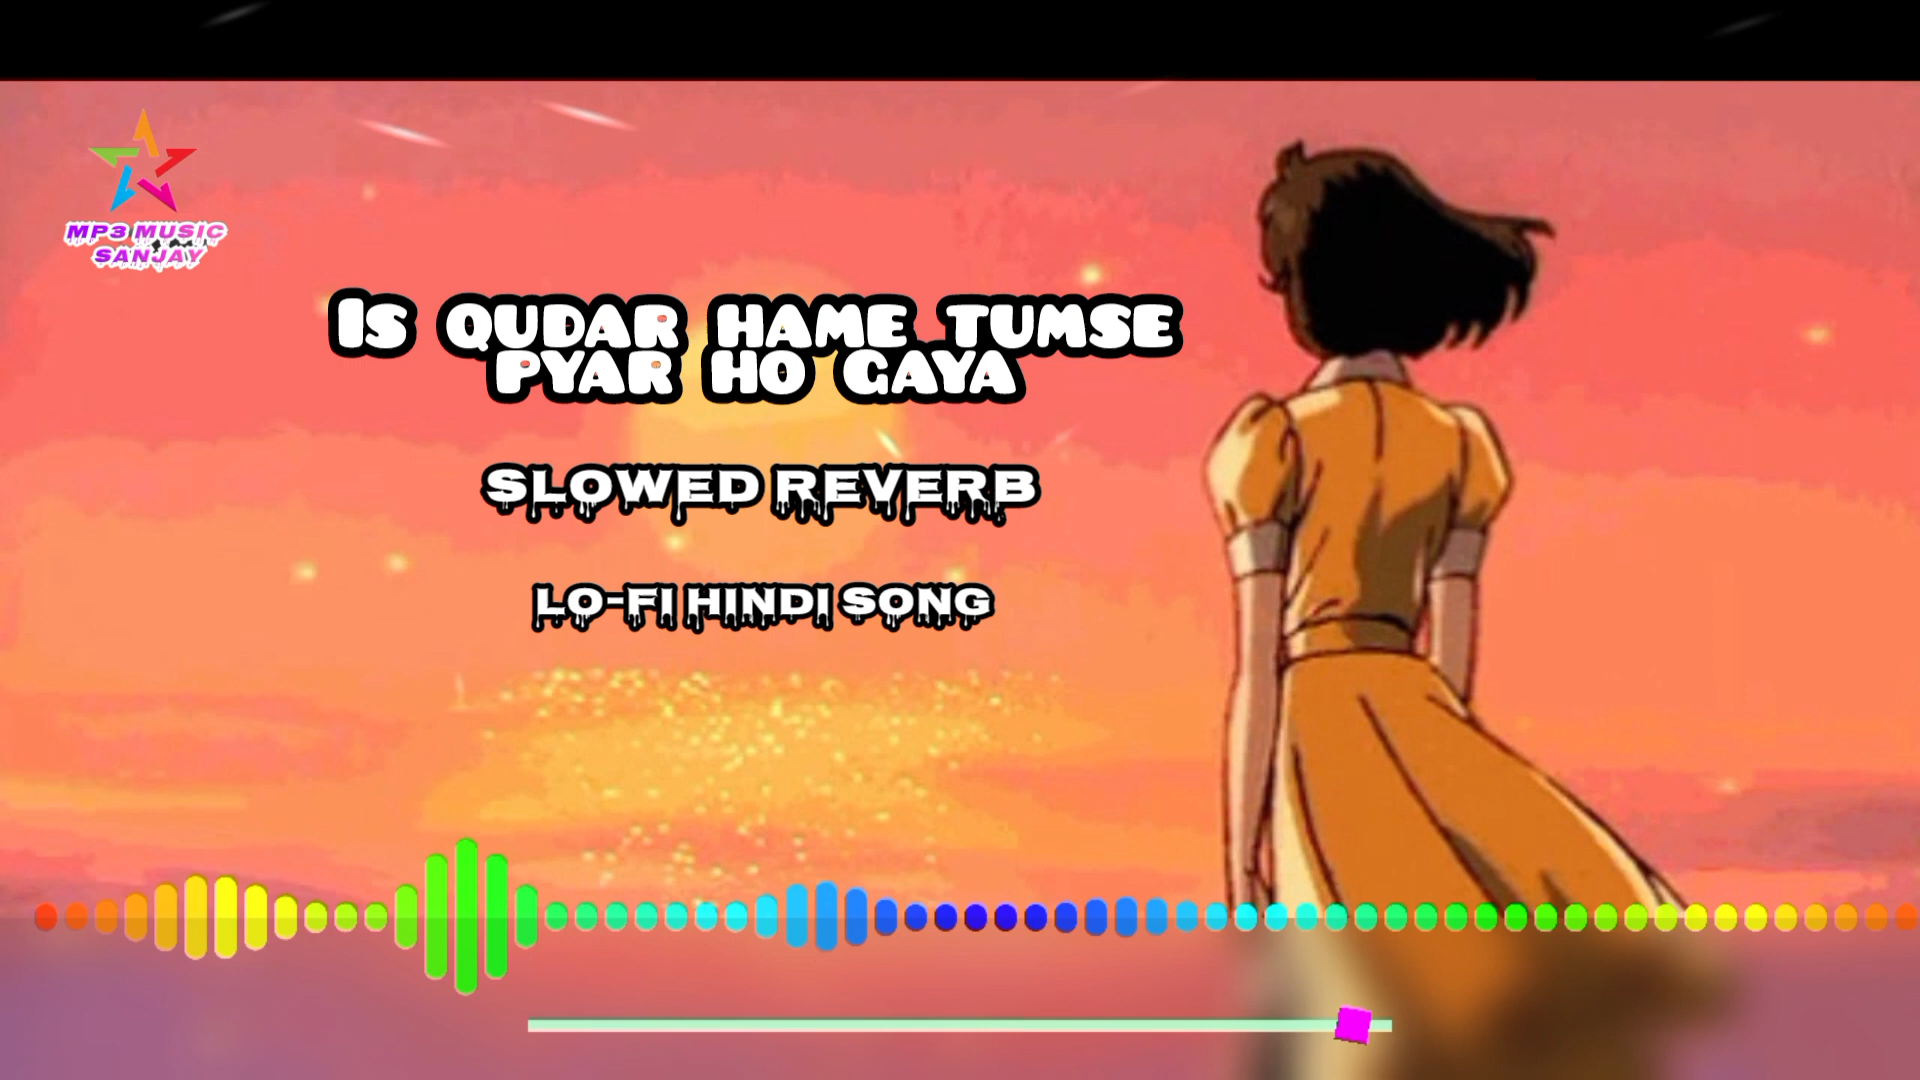 MP3 MUSIC
SANJAY
Is QUDAR HAME TUMSE
PYAR HO GAYA
SLOWED REVERB
LO-FI HINDI SONG